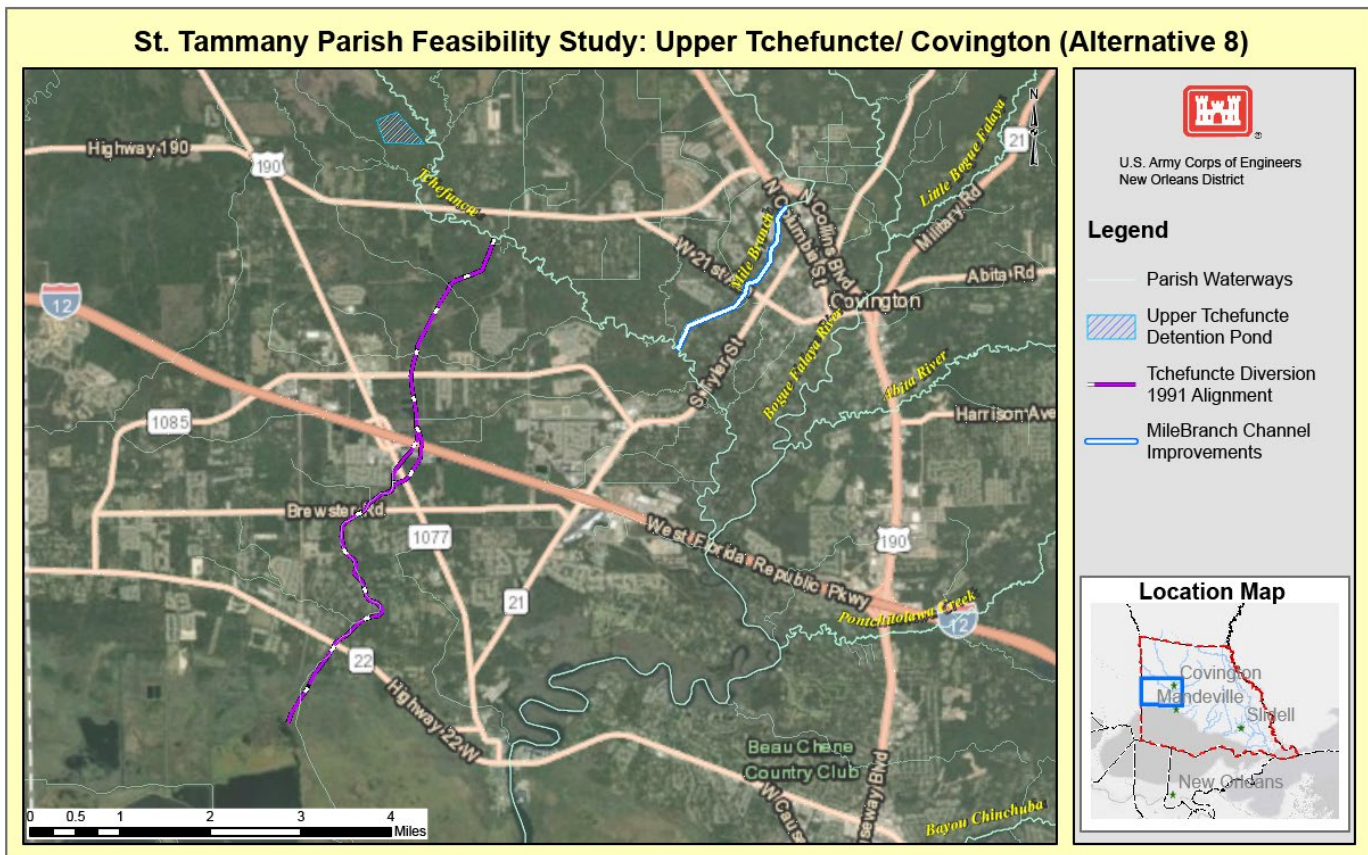 St. Tammany Parish Feasibility Study: Upper Tchefuncte/ Covington (Alternative 8)
Highway 190
190
Tchefuncte
N Columbia St
N Collins Blvd
Mile Branch
W 21st
Little Bogue Falaya
21
N
Military Rd
Abita Rd
Covington
12
S Tyler St
Bogue Falaya River
Abita River
Harrison Ave
1085
Brewster Rd
1077
West Florida Republic Pkwy
190
21
Pontchitolawa Creek
12
22
Highway 22 W
Beau Chene
Country Club
W Caus
seway Blvd
Bayou Chinchuba
0 0.5 1 2 3 4
Miles
®
U.S. Army Corps of Engineers
New Orleans District
Legend
Parish Waterways
Upper Tchefuncte
Detention Pond
Tchefuncte Diversion
1991 Alignment
MileBranch Channel
Improvements
Location Map
Covington
Mandeville
Slidell
New Orleans